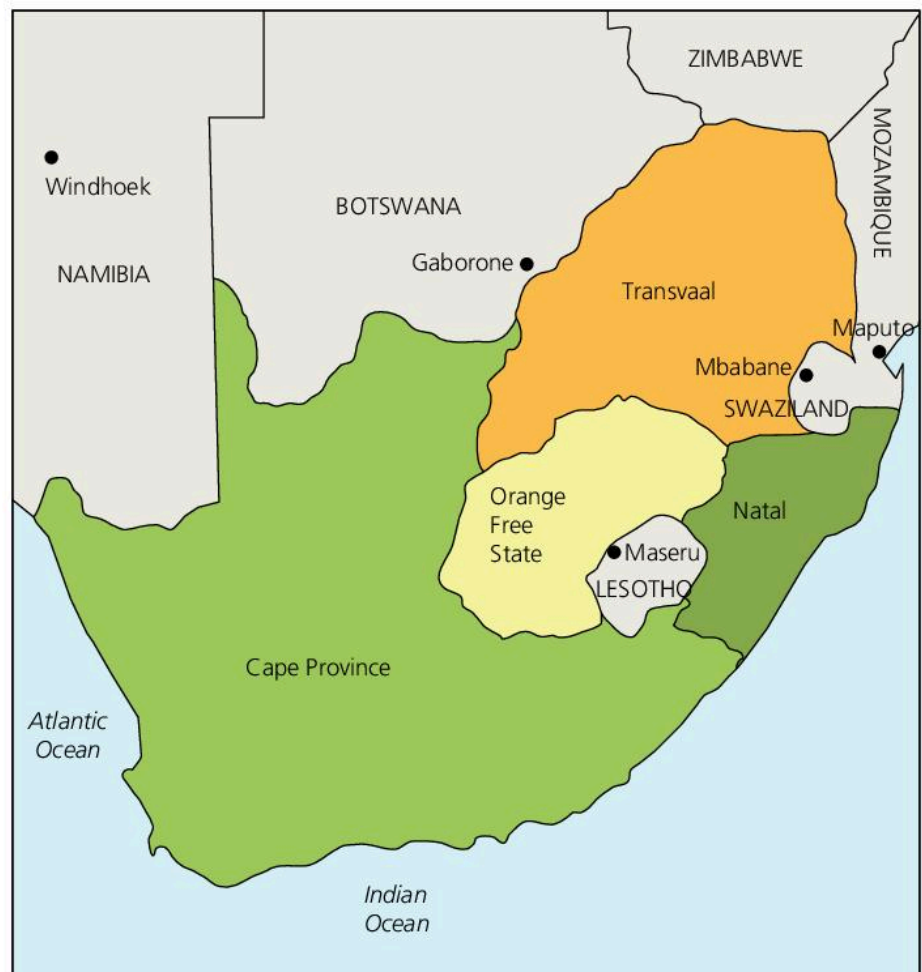 ZIMBABWE
MOZAMBIQUE
Windhoek
BOTSWANA
Gaborone
NAMIBIA
Transvaal
Maputo
Mbabane
SWAZILAND
Orange
Free
State
Natal
Maseru
LESOTHO
Cape Province
Atlantic
Ocean
Indian
Ocean